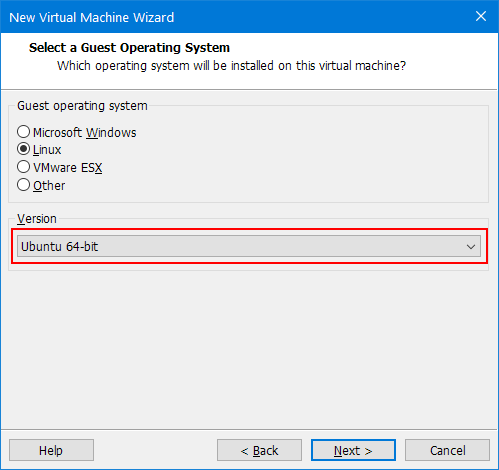 New Virtual Machine Wizard
Select a Guest Operating System
Which operating system will be installed on this virtual machine?
Guest operating system
Microsoft Windows
Linux
VMware ESX
Other
Version
Ubuntu 64-bit
Help
< Back
Next >
Cancel